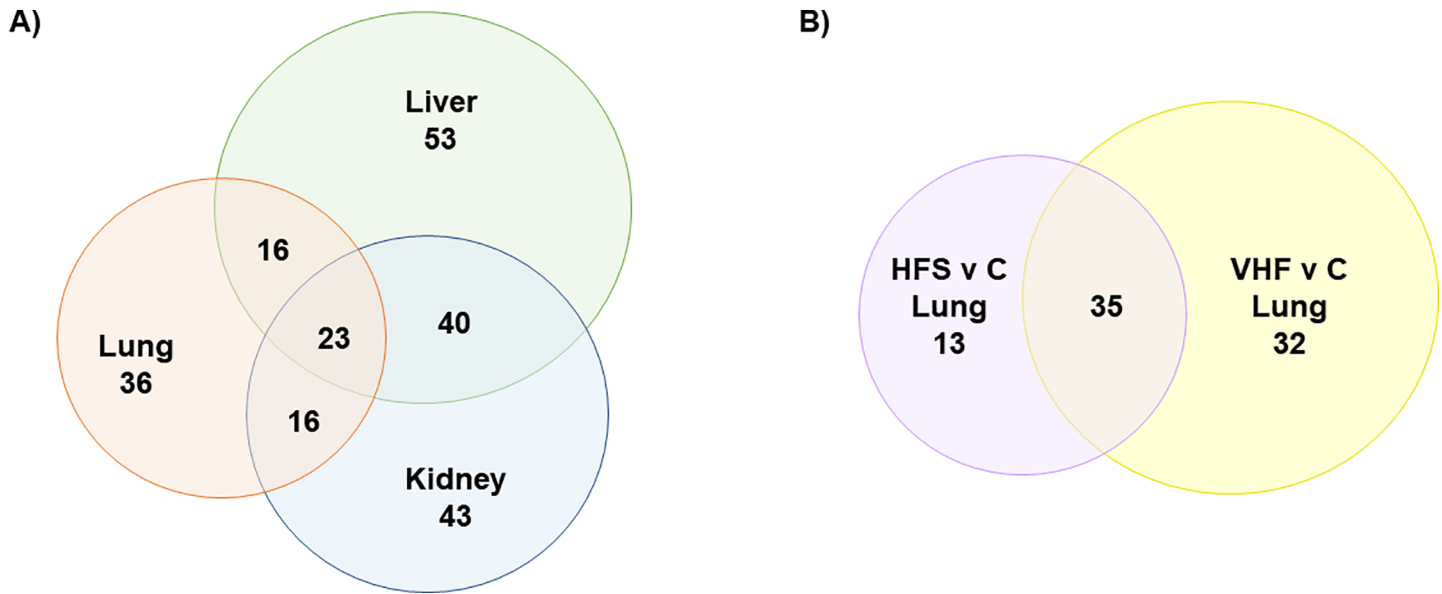 A)
Liver
53
16
23
40
Lung
36
16
Kidney
43
B)
HFS v C
Lung
13
35
VHF v C
Lung
32